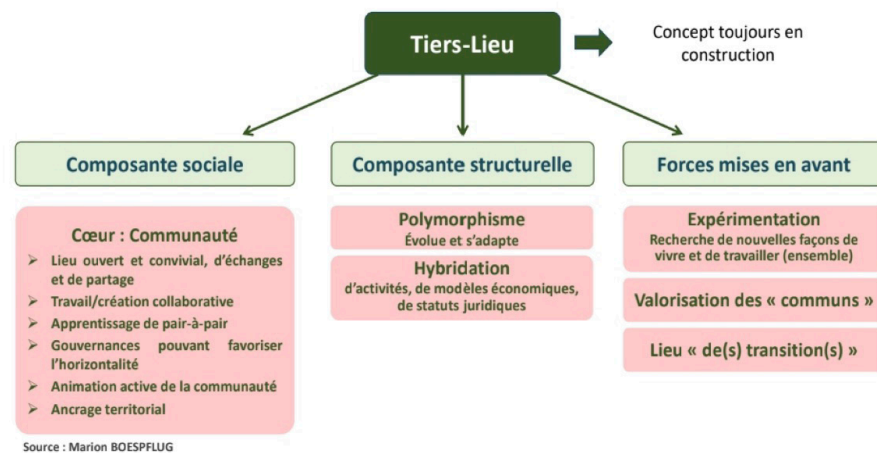 Tiers-Lieu
Concept toujours en
construction
Composante sociale
Cœur : Communauté
➤ Lieu ouvert et convivial, d'échanges
et de partage
➤ Travail/création collaborative
➤ Apprentissage de pair-à-pair
➤ Gouvernances pouvant favoriser
l'horizontalité
➤ Animation active de la communauté
➤ Ancrage territorial
Composante structurelle
Polymorphisme
Évolue et s'adapte
Hybridation
d'activités, de modèles économiques,
de statuts juridiques
Forces mises en avant
Expérimentation
Recherche de nouvelles façons de
vivre et de travailler (ensemble)
Valorisation des « communs »
Lieu « de(s) transition(s) »
Source : Marion BOESPFLUG